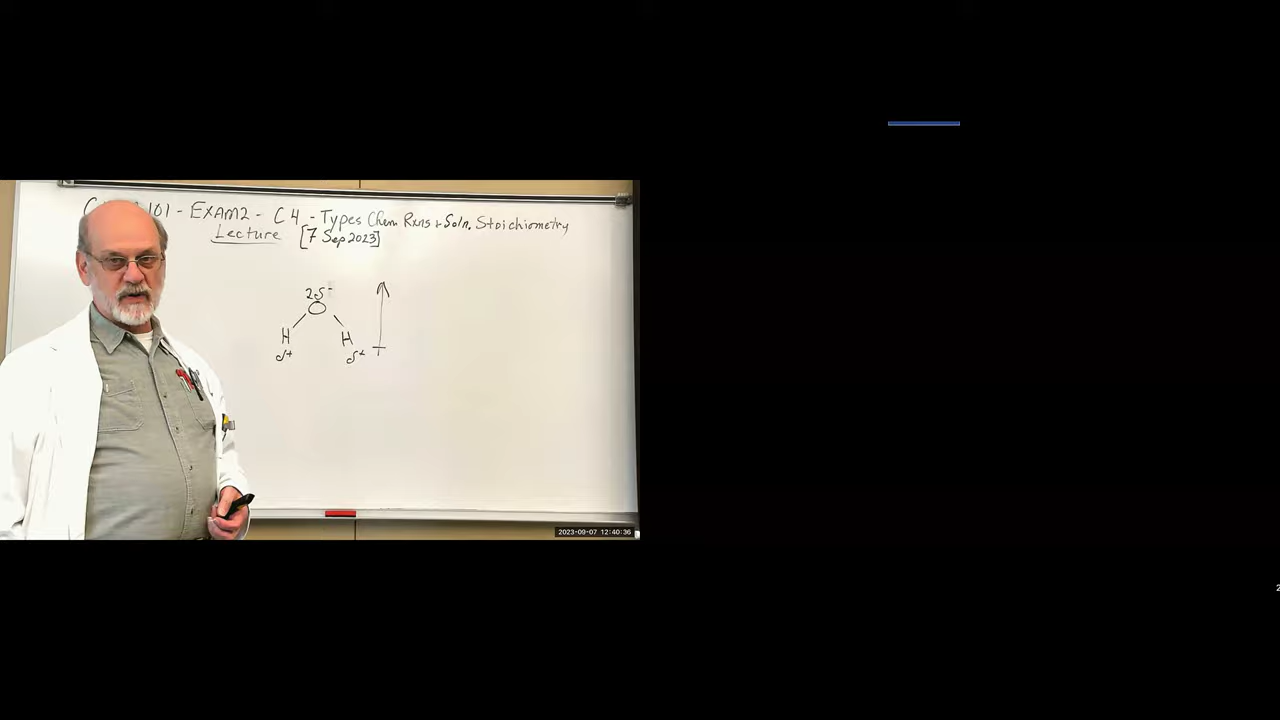 101 - EXAM2 - C4 - Types Chem Rxns + Soln. Stoichiometry
Lecture [7 Sep 2023]
2δ⁻
O
H H
δ⁺ δ⁺
2023-09-07 12:40:36